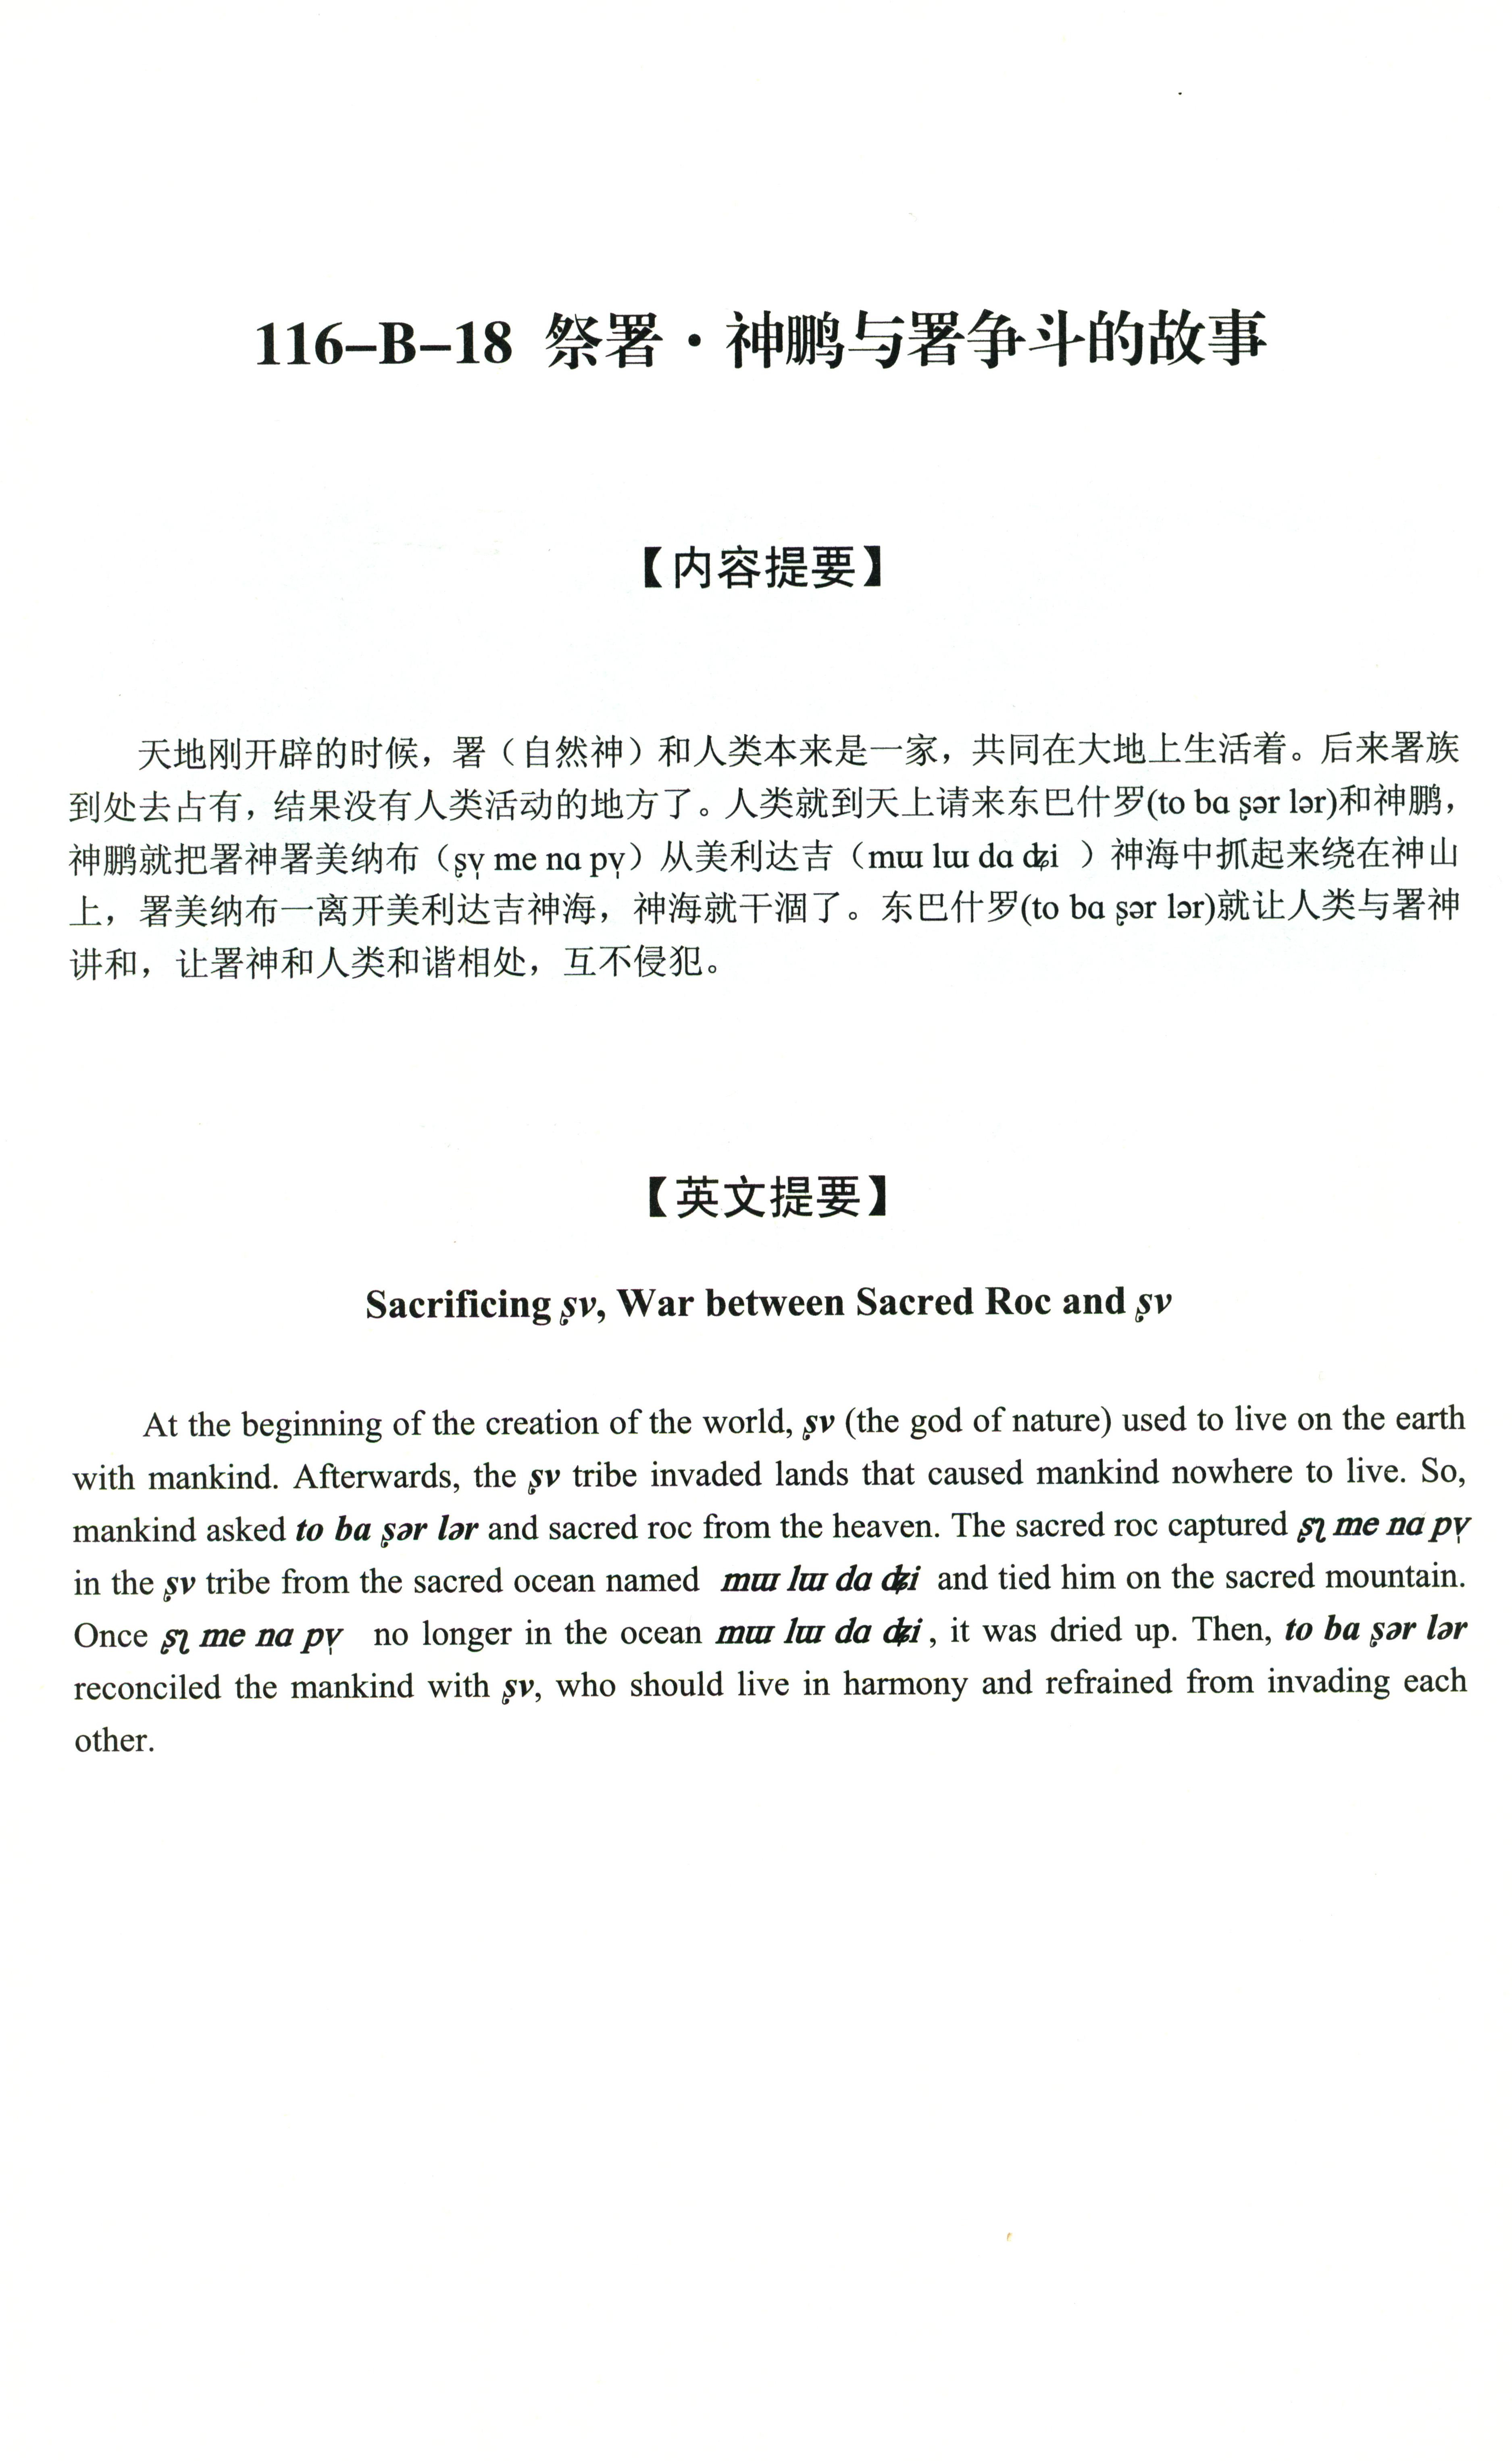 116–B–18 祭署·神鹏与署争斗的故事
【内容提要】
天地刚开辟的时候，署（自然神）和人类本来是一家，共同在大地上生活着。后来署族
到处去占有，结果没有人类活动的地方了。人类就到天上请来东巴什罗(to ba ʂər lər)和神鹏，
神鹏就把署神署美纳布（ʂv̩ me na pv̩）从美利达吉（mɯ lɯ da ʥi ）神海中抓起来绕在神山
上，署美纳布一离开美利达吉神海，神海就干涸了。东巴什罗(to ba ʂər lər)就让人类与署神
讲和，让署神和人类和谐相处，互不侵犯。
【英文提要】
Sacrificing ʂv, War between Sacred Roc and ʂv
At the beginning of the creation of the world, ʂv (the god of nature) used to live on the earth
with mankind. Afterwards, the ʂv tribe invaded lands that caused mankind nowhere to live. So,
mankind asked to ba ʂər lər and sacred roc from the heaven. The sacred roc captured ʂʅ me na pv̩
in the ʂv tribe from the sacred ocean named mɯ lɯ da ʥi and tied him on the sacred mountain.
Once ʂʅ me na pv̩ no longer in the ocean mɯ lɯ da ʥi , it was dried up. Then, to ba ʂər lər
reconciled the mankind with ʂv, who should live in harmony and refrained from invading each
other.